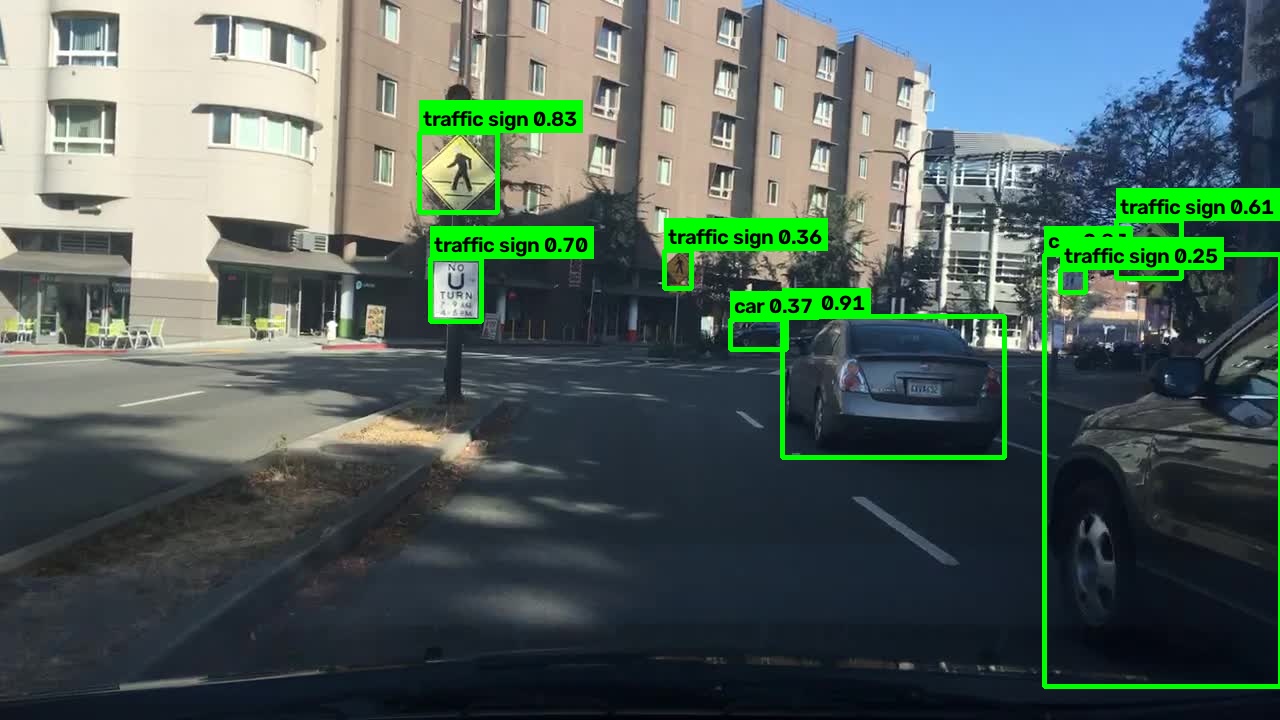 traffic sign 0.83
traffic sign 0.61
traffic sign 0.70
traffic sign 0.36
traffic sign 0.25
car 0.37
0.91
NO
U
TURN